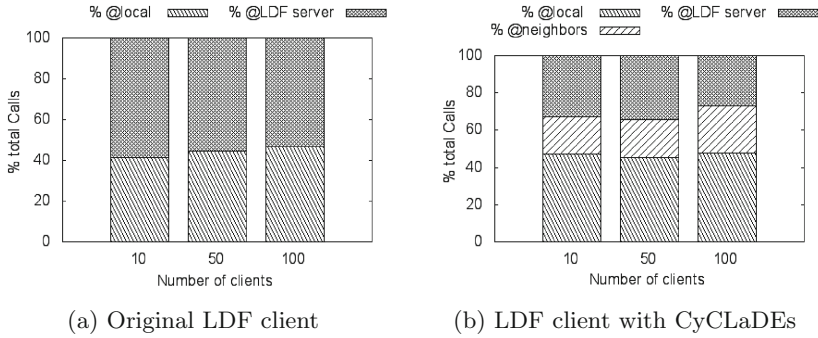 % @local % @LDF server
100
80
60
40
20
0
% total Calls
10 50 100
Number of clients
(a) Original LDF client
% @local % @LDF server
% @neighbors
100
80
60
40
20
0
% total Calls
10 50 100
Number of clients
(b) LDF client with CyCLaDEs